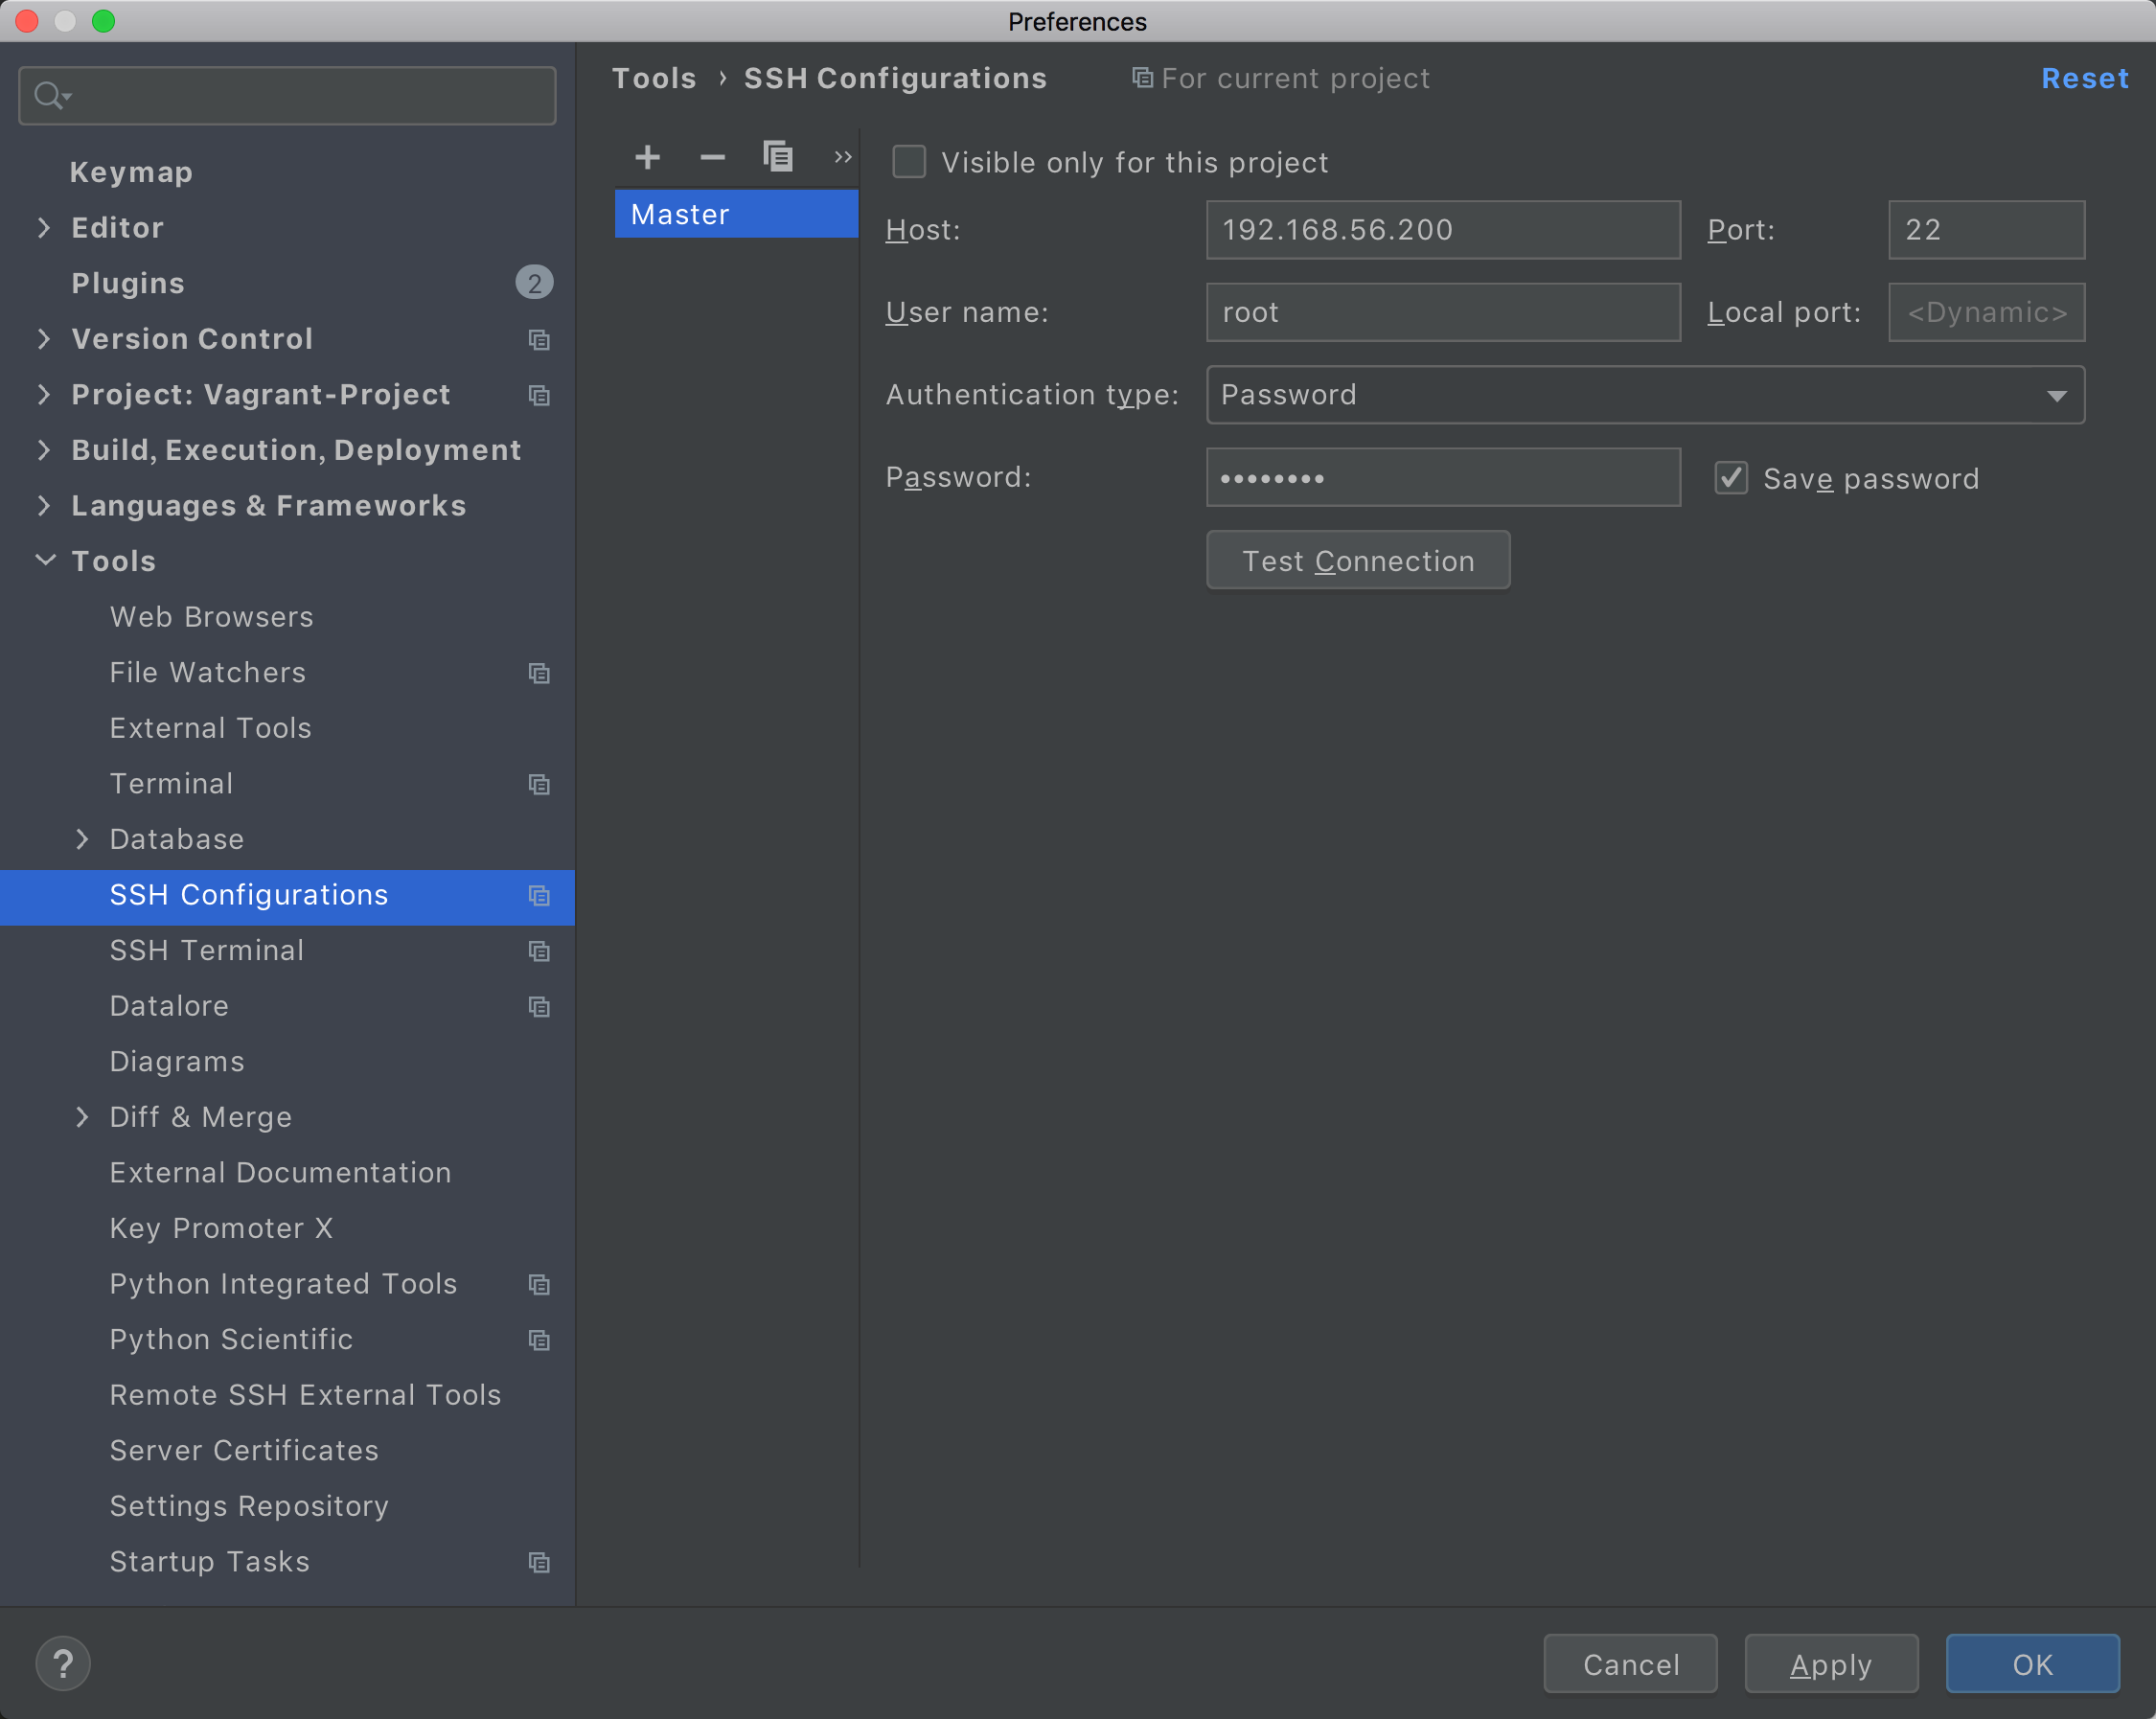 Preferences
Tools › SSH Configurations For current project Reset
Keymap
Editor
Plugins 2
Version Control
Project: Vagrant-Project
Build, Execution, Deployment
Languages & Frameworks
Tools
Web Browsers
File Watchers
External Tools
Terminal
Database
SSH Configurations
SSH Terminal
Datalore
Diagrams
Diff & Merge
External Documentation
Key Promoter X
Python Integrated Tools
Python Scientific
Remote SSH External Tools
Server Certificates
Settings Repository
Startup Tasks
Master
Visible only for this project
Host: 192.168.56.200 Port: 22
User name: root Local port: <Dynamic>
Authentication type: Password
Password: •••••••• Save password
Test Connection
? Cancel Apply OK